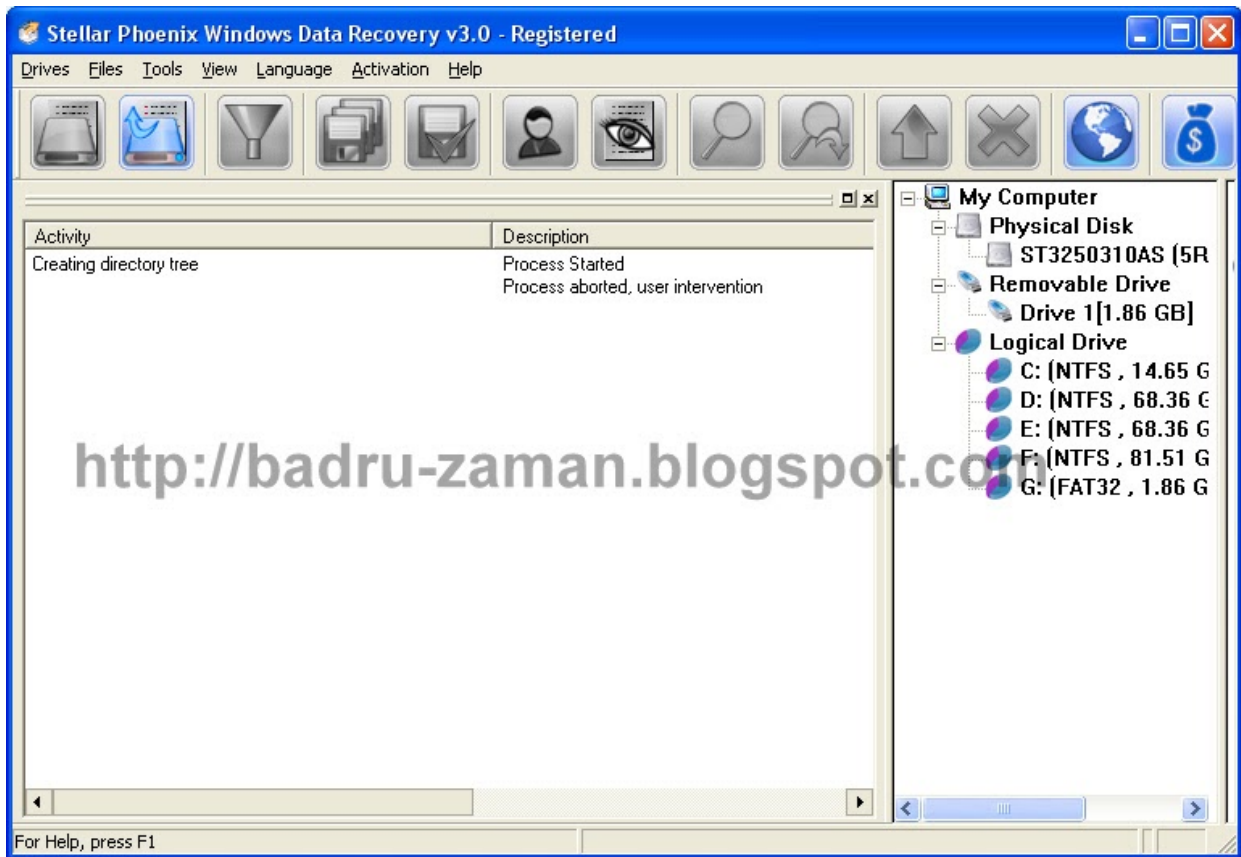 Stellar Phoenix Windows Data Recovery v3.0 - Registered
Drives Files Tools View Language Activation Help
Activity Description
Creating directory tree Process Started
Process aborted, user intervention
My Computer
Physical Disk
ST3250310AS (5R
Removable Drive
Drive 1[1.86 GB]
Logical Drive
C: (NTFS , 14.65 G
D: (NTFS , 68.36 G
E: (NTFS , 68.36 G
F: (NTFS , 81.51 G
G: (FAT32 , 1.86 G
http://badru-zaman.blogspot.com
For Help, press F1